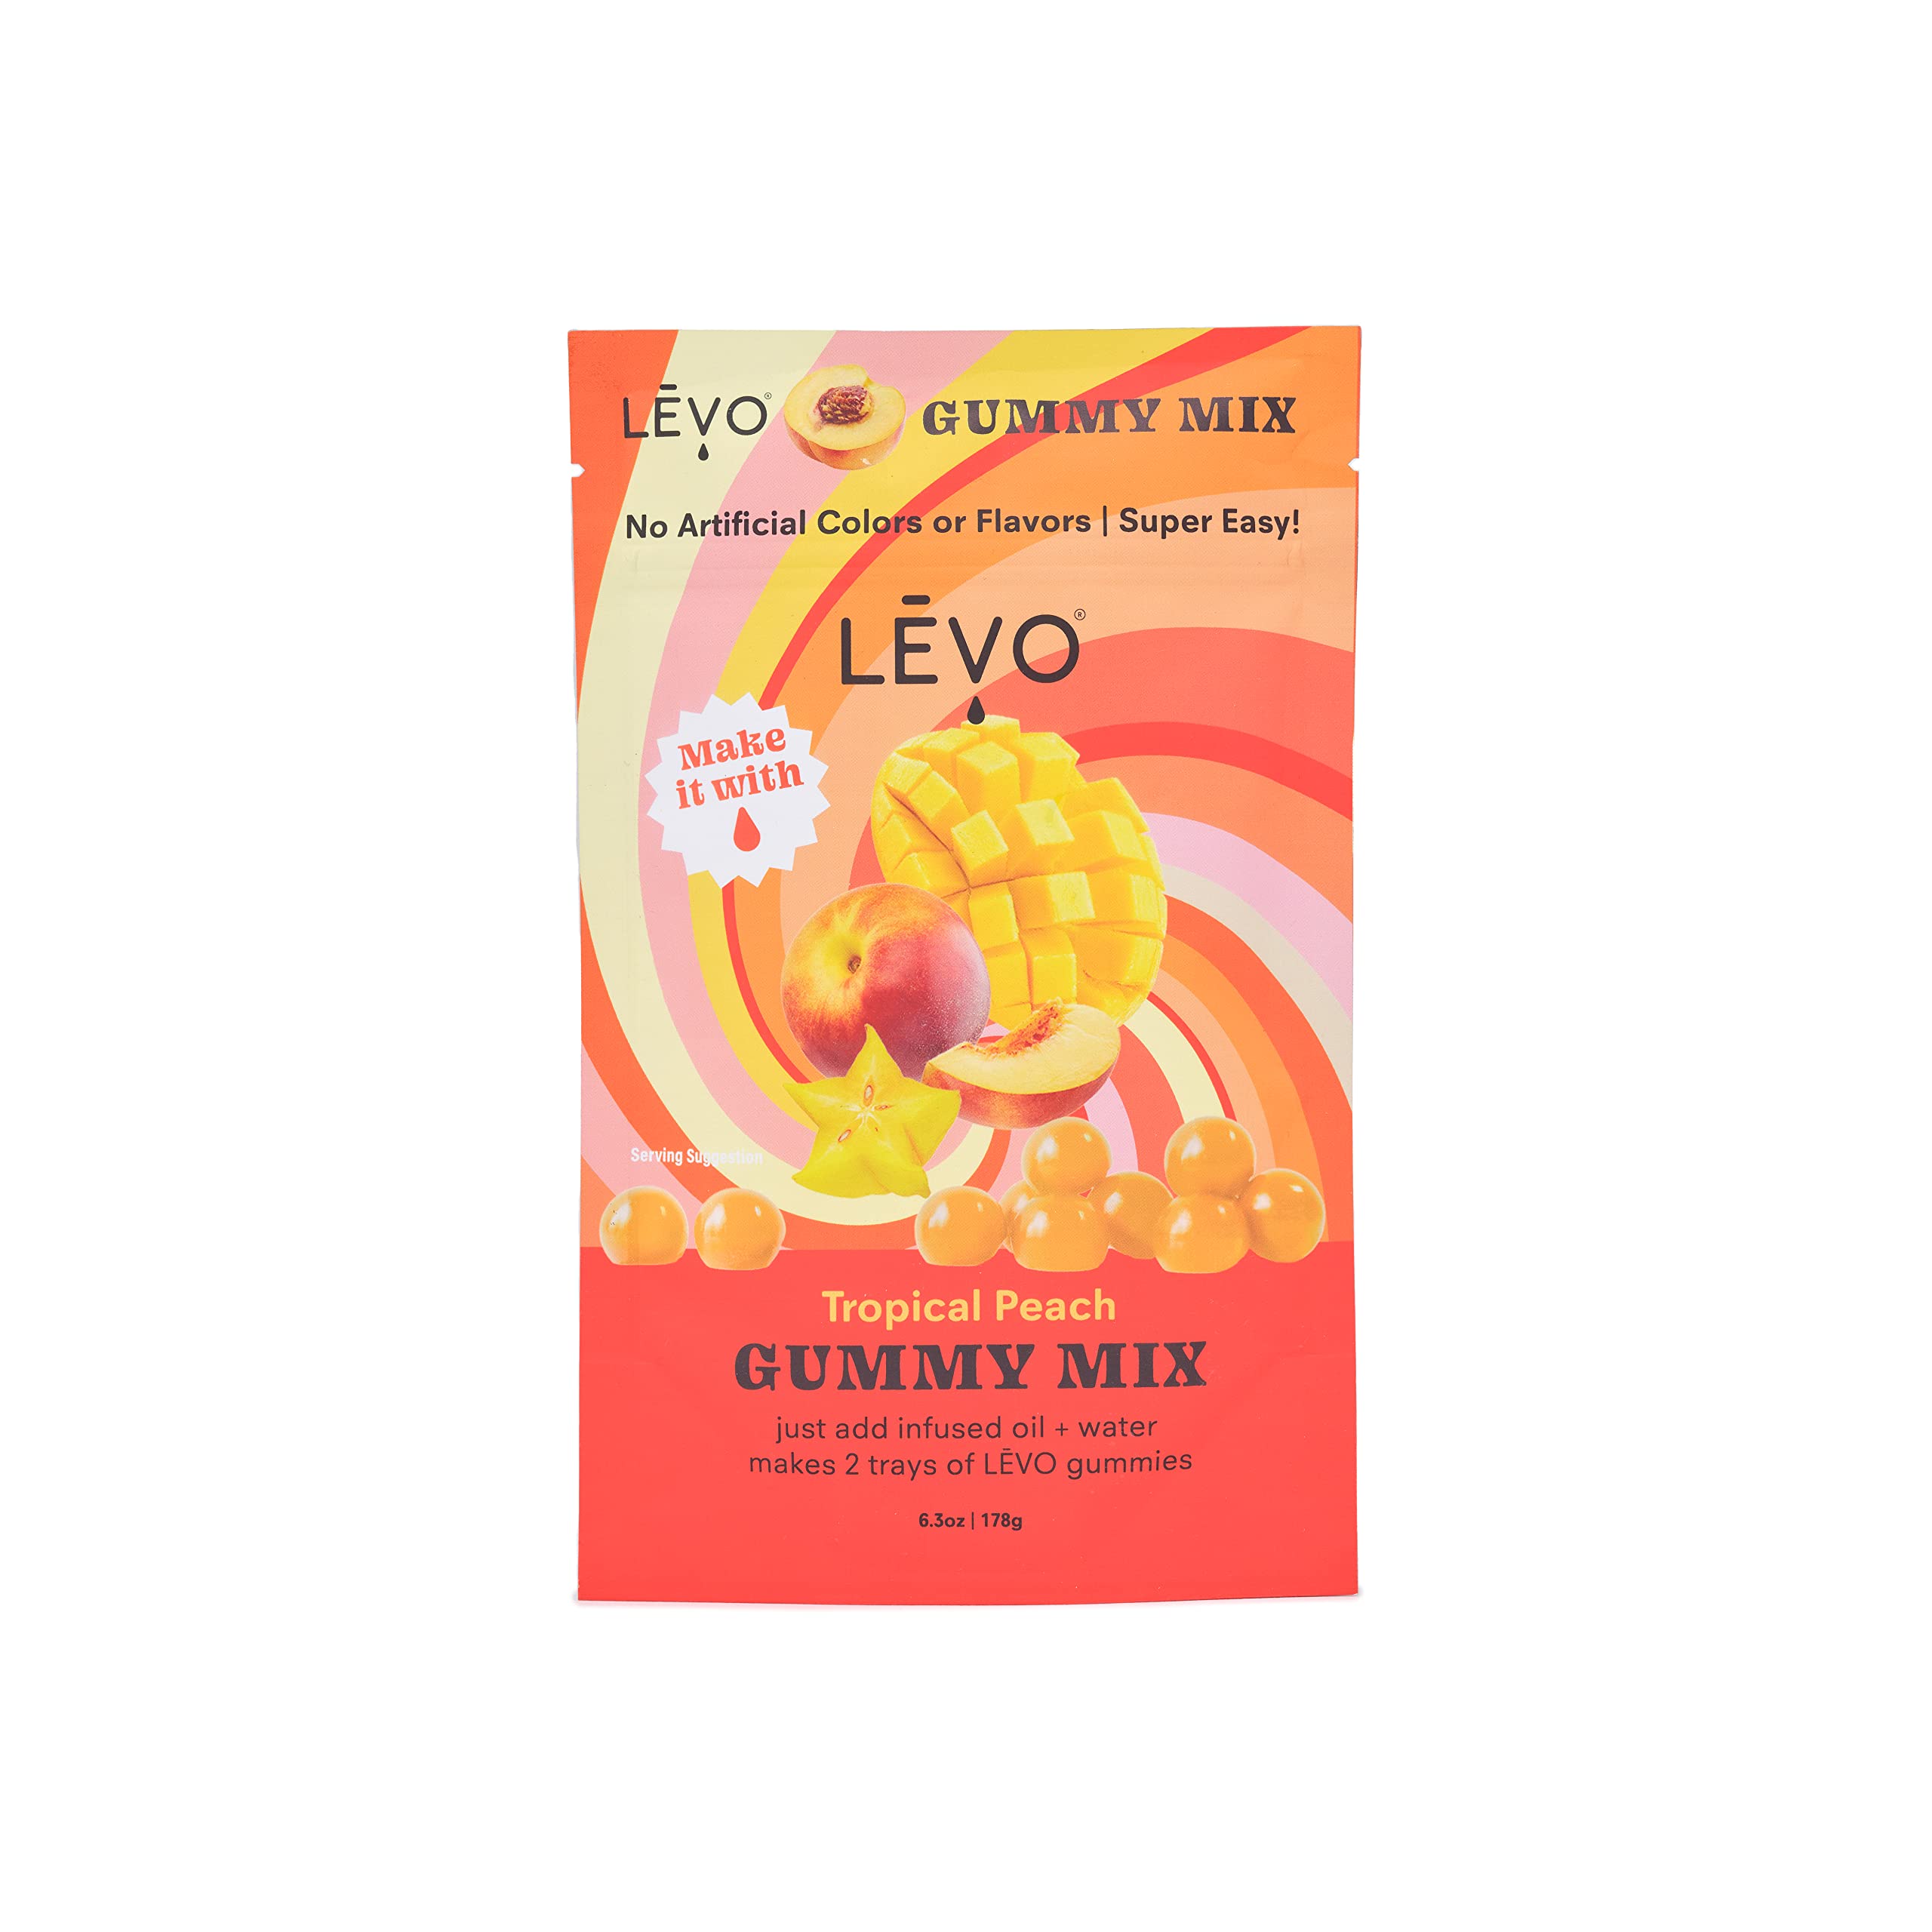 LĒVO® GUMMY MIX
No Artificial Colors or Flavors | Super Easy!
LĒVO®
Make
it with
Serving Suggestion
Tropical Peach
GUMMY MIX
just add infused oil + water
makes 2 trays of LĒVO gummies
6.3oz | 178g